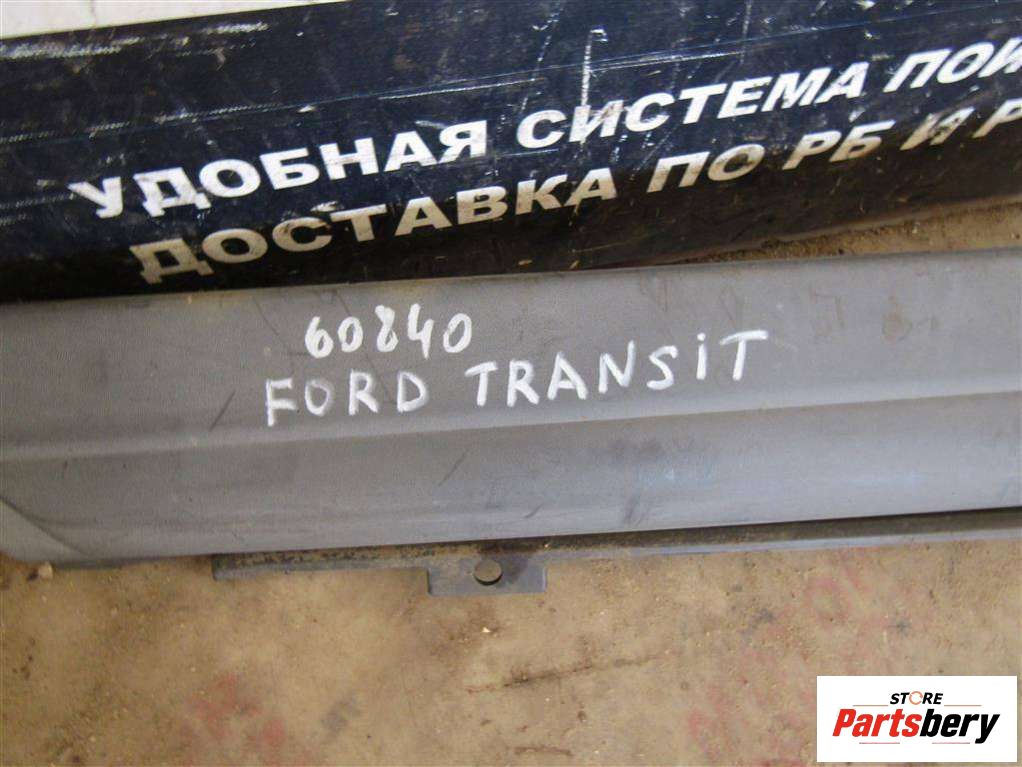 УДОБНАЯ СИСТЕМА
ДОСТАВКА ПО РБ И
60840
FORD TRANSiT
STORE
Partsbery